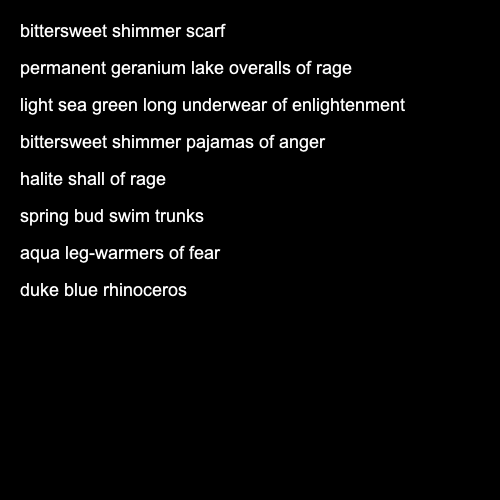 bittersweet shimmer scarf
permanent geranium lake overalls of rage
light sea green long underwear of enlightenment
bittersweet shimmer pajamas of anger
halite shall of rage
spring bud swim trunks
aqua leg-warmers of fear
duke blue rhinoceros